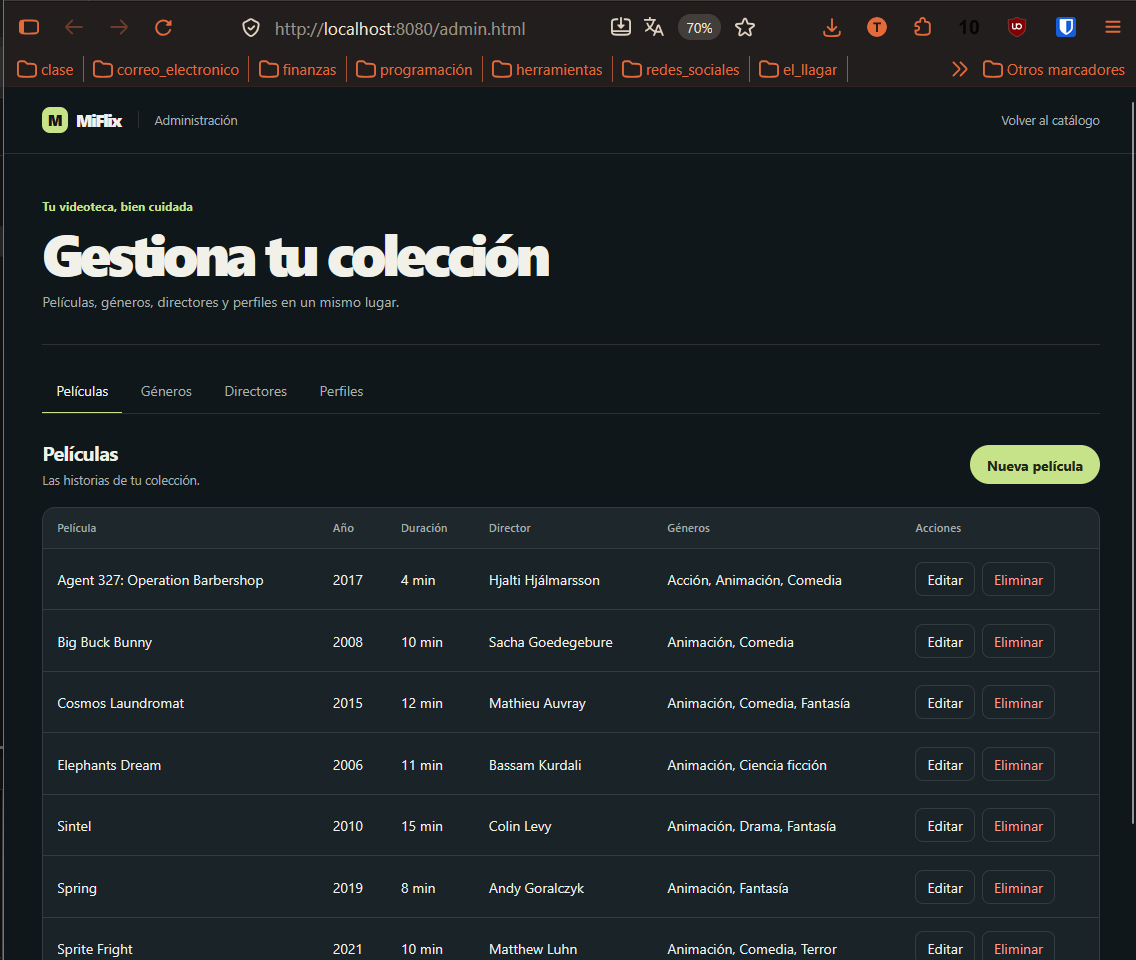 http://localhost:8080/admin.html
70%
T
10
clase
correo_electronico
finanzas
programación
herramientas
redes_sociales
el_llagar
Otros marcadores
M MiFlix
Administración
Volver al catálogo
Tu videoteca, bien cuidada
Gestiona tu colección
Películas, géneros, directores y perfiles en un mismo lugar.
Películas Géneros Directores Perfiles
Películas
Las historias de tu colección.
Nueva película
Película Año Duración Director Géneros Acciones
Agent 327: Operation Barbershop 2017 4 min Hjalti Hjálmarsson Acción, Animación, Comedia Editar Eliminar
Big Buck Bunny 2008 10 min Sacha Goedegebure Animación, Comedia Editar Eliminar
Cosmos Laundromat 2015 12 min Mathieu Auvray Animación, Comedia, Fantasía Editar Eliminar
Elephants Dream 2006 11 min Bassam Kurdali Animación, Ciencia ficción Editar Eliminar
Sintel 2010 15 min Colin Levy Animación, Drama, Fantasía Editar Eliminar
Spring 2019 8 min Andy Goralczyk Animación, Fantasía Editar Eliminar
Sprite Fright 2021 10 min Matthew Luhn Animación, Comedia, Terror Editar Eliminar